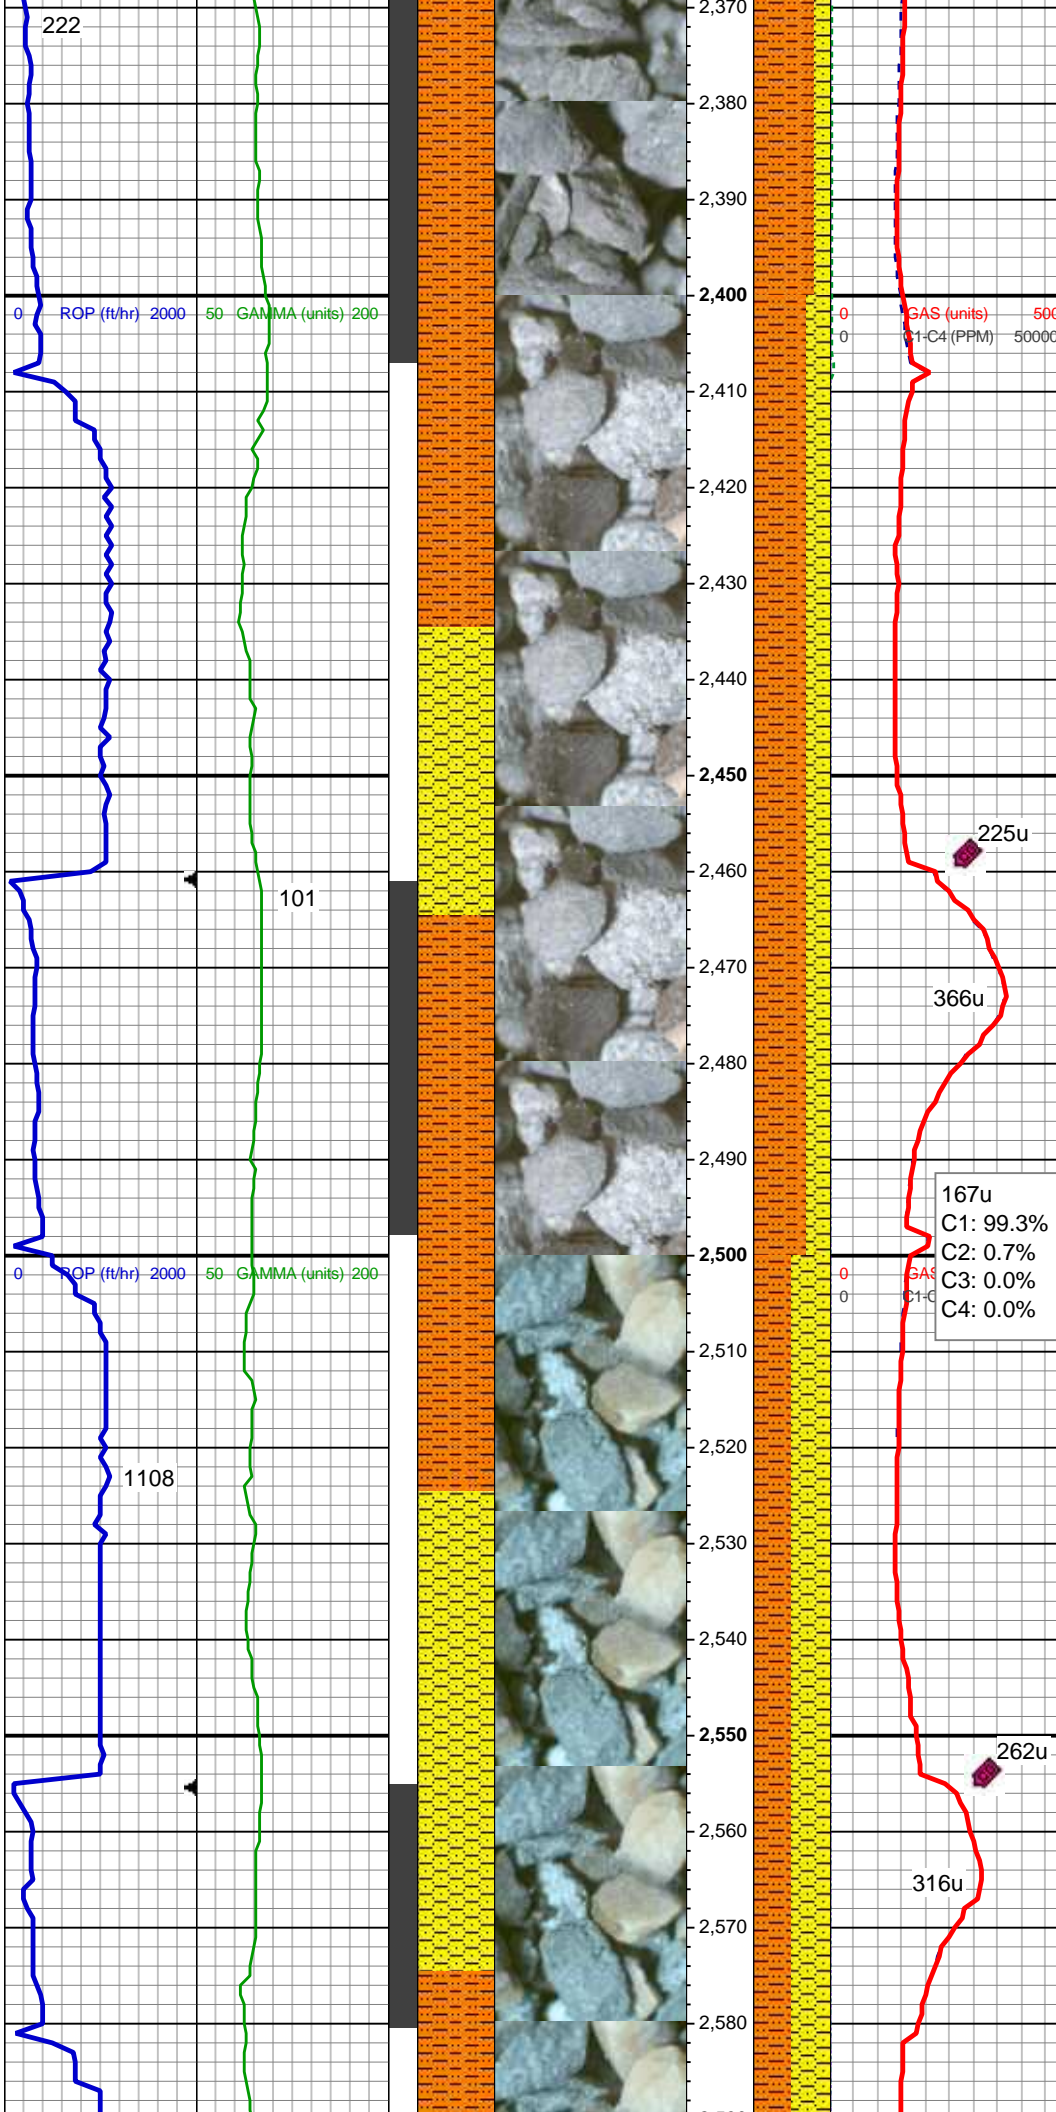 2,370
222
2,380
2,390
2,400
0 ROP (ft/hr) 2000 50 GAMMA (units) 200
0 GAS (units) 500
0 C1-C4 (PPM) 50000
2,410
2,420
2,430
2,440
2,450
225u
2,460
101
2,470
366u
2,480
2,490
167u
C1: 99.3%
C2: 0.7%
C3: 0.0%
C4: 0.0%
2,500
0 ROP (ft/hr) 2000 50 GAMMA (units) 200
0 GAS
0
2,510
2,520
1108
2,530
2,540
2,550
262u
2,560
316u
2,570
2,580